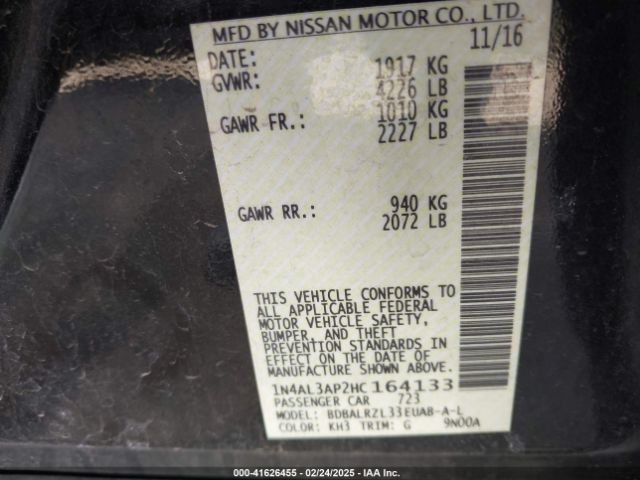 MFD BY NISSAN MOTOR CO., LTD.
DATE: 11/16
GVWR: 1917 KG
4226 LB
GAWR FR.: 1010 KG
2227 LB
GAWR RR.: 940 KG
2072 LB
THIS VEHICLE CONFORMS TO
ALL APPLICABLE FEDERAL
MOTOR VEHICLE SAFETY,
BUMPER, AND THEFT
PREVENTION STANDARDS IN
EFFECT ON THE DATE OF
MANUFACTURE SHOWN ABOVE.
1N4AL3AP2HC164133
PASSENGER CAR 723
MODEL: BDBALRZL33EUAB-A-L
COLOR: KH3 TRIM: G 9N00A
000-41626455 - 02/24/2025 - IAA Inc.